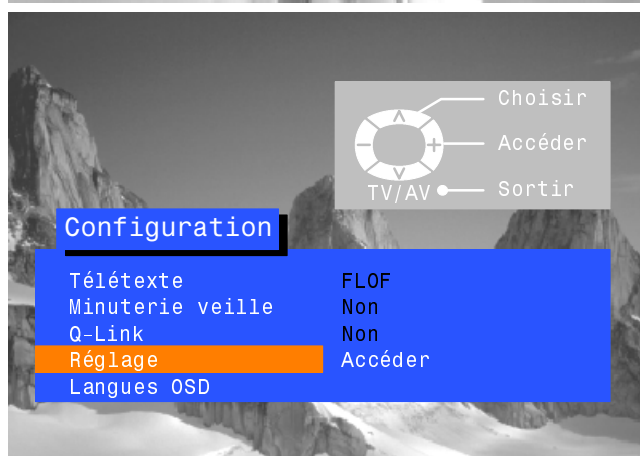 Choisir
Accéder
TV/AV Sortir
Configuration
Télétexte FLOF
Minuterie veille Non
Q-Link Non
Réglage Accéder
Langues OSD